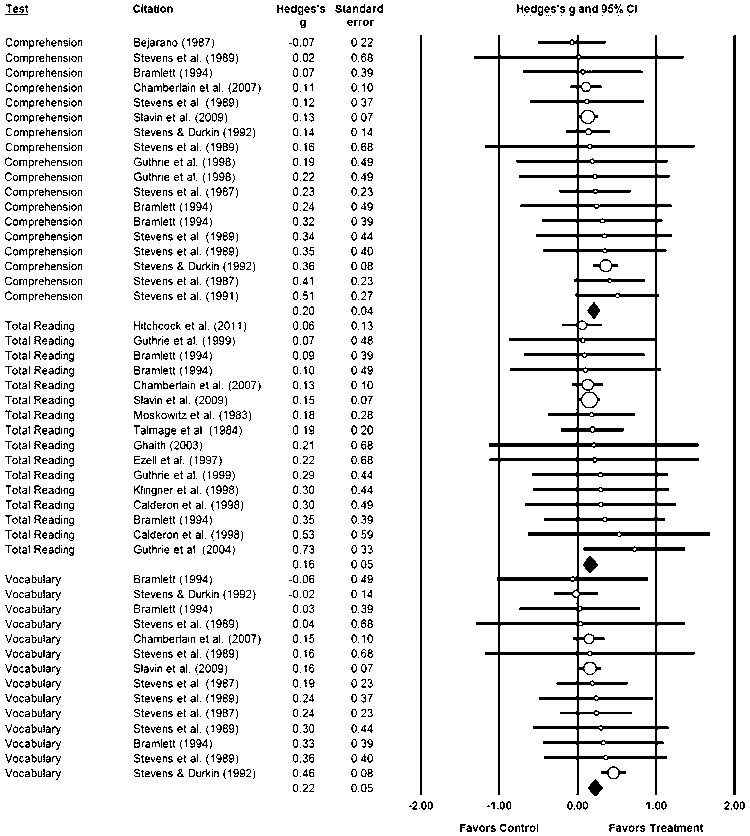 Test Citation Hedges's g Standard error Hedges's g and 95% CI
Comprehension Bejarano (1987) -0.07 0.22
Comprehension Stevens et al. (1989) 0.02 0.68
Comprehension Bramlett (1994) 0.07 0.39
Comprehension Chamberlain et al. (2007) 0.11 0.10
Comprehension Stevens et al. (1989) 0.12 0.37
Comprehension Slavin et al. (2009) 0.13 0.07
Comprehension Stevens & Durkin (1992) 0.14 0.14
Comprehension Stevens et al. (1989) 0.16 0.68
Comprehension Guthrie et al. (1998) 0.19 0.49
Comprehension Guthrie et al. (1998) 0.22 0.49
Comprehension Stevens et al. (1987) 0.23 0.23
Comprehension Bramlett (1994) 0.24 0.49
Comprehension Bramlett (1994) 0.32 0.39
Comprehension Stevens et al. (1989) 0.34 0.44
Comprehension Stevens et al. (1989) 0.35 0.40
Comprehension Stevens & Durkin (1992) 0.36 0.08
Comprehension Stevens et al. (1987) 0.41 0.23
Comprehension Stevens et al. (1991) 0.51 0.27
0.20 0.04
Total Reading Hitchcock et al. (2011) 0.06 0.13
Total Reading Guthrie et al. (1999) 0.07 0.48
Total Reading Bramlett (1994) 0.09 0.39
Total Reading Bramlett (1994) 0.10 0.49
Total Reading Chamberlain et al. (2007) 0.13 0.10
Total Reading Slavin et al. (2009) 0.15 0.07
Total Reading Moskowitz et al. (1983) 0.18 0.28
Total Reading Talmage et al. (1984) 0.19 0.20
Total Reading Ghaith (2003) 0.21 0.68
Total Reading Ezell et al. (1997) 0.22 0.68
Total Reading Guthrie et al. (1999) 0.29 0.44
Total Reading Klingner et al. (1998) 0.30 0.44
Total Reading Calderon et al. (1998) 0.30 0.49
Total Reading Bramlett (1994) 0.35 0.39
Total Reading Calderon et al. (1998) 0.53 0.59
Total Reading Guthrie et al. (2004) 0.73 0.33
0.16 0.05
Vocabulary Bramlett (1994) -0.06 0.49
Vocabulary Stevens & Durkin (1992) -0.02 0.14
Vocabulary Bramlett (1994) 0.03 0.39
Vocabulary Stevens et al. (1989) 0.04 0.68
Vocabulary Chamberlain et al. (2007) 0.15 0.10
Vocabulary Stevens et al. (1989) 0.16 0.68
Vocabulary Slavin et al. (2009) 0.16 0.07
Vocabulary Stevens et al. (1987) 0.19 0.23
Vocabulary Stevens et al. (1989) 0.24 0.37
Vocabulary Stevens et al. (1987) 0.24 0.23
Vocabulary Stevens et al. (1989) 0.30 0.44
Vocabulary Bramlett (1994) 0.33 0.39
Vocabulary Stevens et al. (1989) 0.36 0.40
Vocabulary Stevens & Durkin (1992) 0.46 0.08
0.22 0.05
-2.00 -1.00 0.00 1.00 2.00
Favors Control Favors Treatment